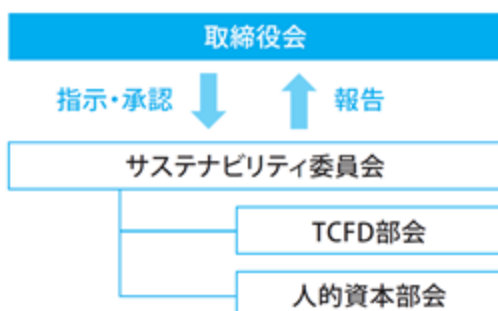 取締役会
指示・承認
報告
サステナビリティ委員会
TCFD部会
人的資本部会